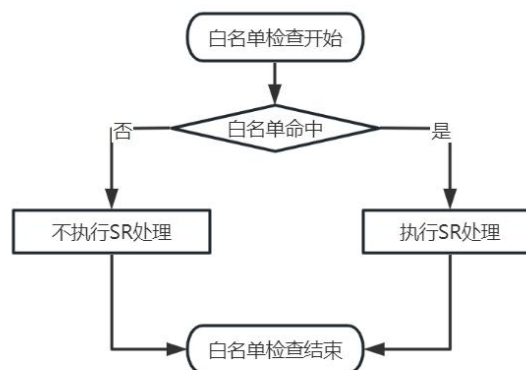 白名单检查开始
白名单命中
否
是
不执行SR处理
执行SR处理
白名单检查结束